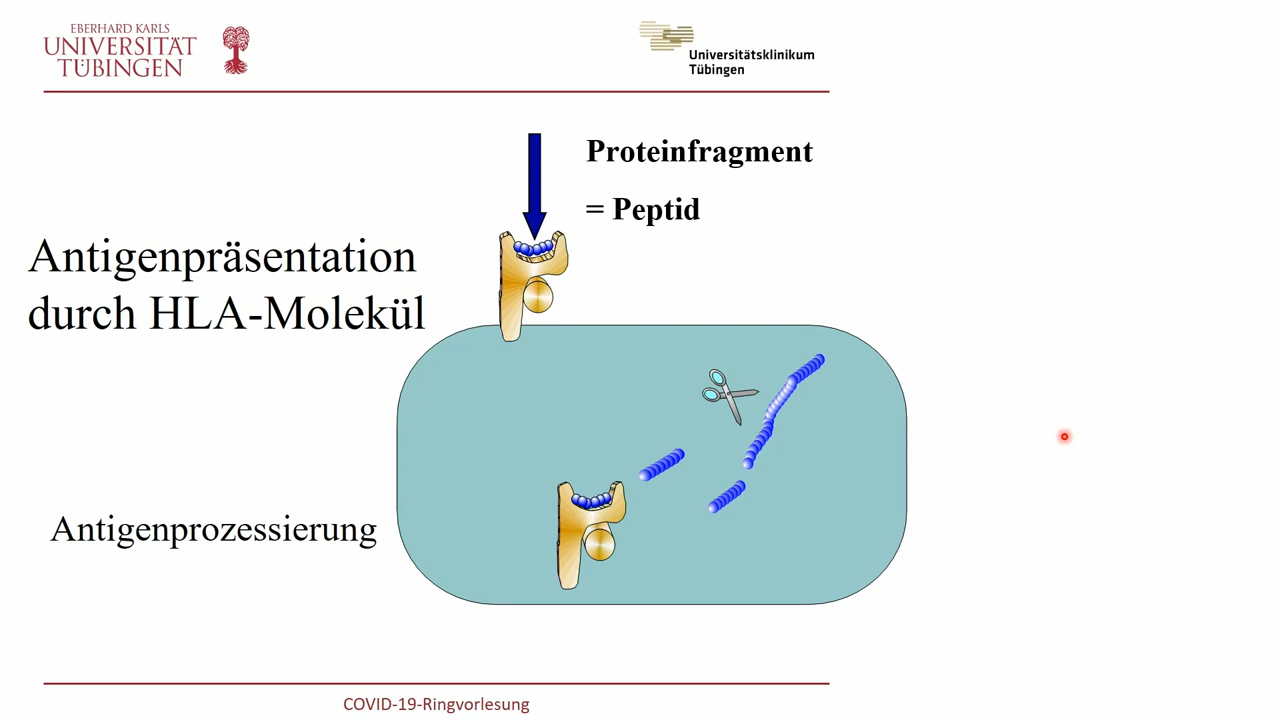 EBERHARD KARLS
UNIVERSITÄT
TÜBINGEN
Universitätsklinikum
Tübingen
Proteinfragment
= Peptid
Antigenpräsentation
durch HLA-Molekül
Antigenprozessierung
COVID-19-Ringvorlesung